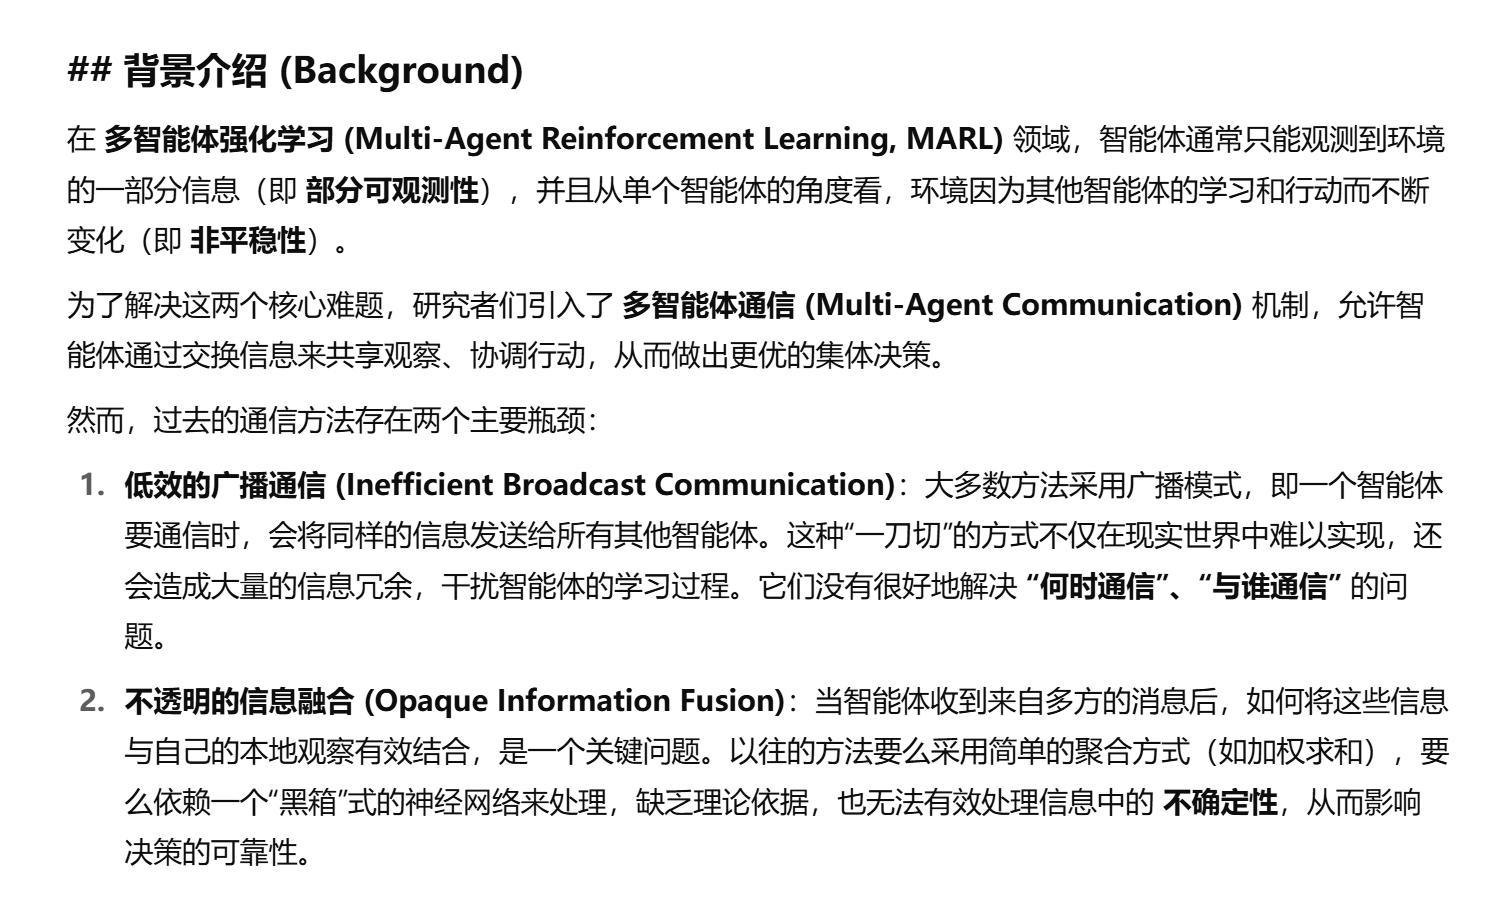 ## 背景介绍 (Background)
在 多智能体强化学习 (Multi-Agent Reinforcement Learning, MARL) 领域，智能体通常只能观测到环境
的一部分信息（即 部分可观测性），并且从单个智能体的角度看，环境因为其他智能体的学习和行动而不断
变化（即 非平稳性）。
为了解决这两个核心难题，研究者们引入了 多智能体通信 (Multi-Agent Communication) 机制，允许智
能体通过交换信息来共享观察、协调行动，从而做出更优的集体决策。
然而，过去的通信方法存在两个主要瓶颈：
1. 低效的广播通信 (Inefficient Broadcast Communication)：大多数方法采用广播模式，即一个智能体
要通信时，会将同样的信息发送给所有其他智能体。这种“一刀切”的方式不仅在现实世界中难以实现，还
会造成大量的信息冗余，干扰智能体的学习过程。它们没有很好地解决 “何时通信”、“与谁通信” 的问
题。
2. 不透明的信息融合 (Opaque Information Fusion)：当智能体收到来自多方的消息后，如何将这些信息
与自己的本地观察有效结合，是一个关键问题。以往的方法要么采用简单的聚合方式（如加权求和），要
么依赖一个“黑箱”式的神经网络来处理，缺乏理论依据，也无法有效处理信息中的 不确定性，从而影响
决策的可靠性。